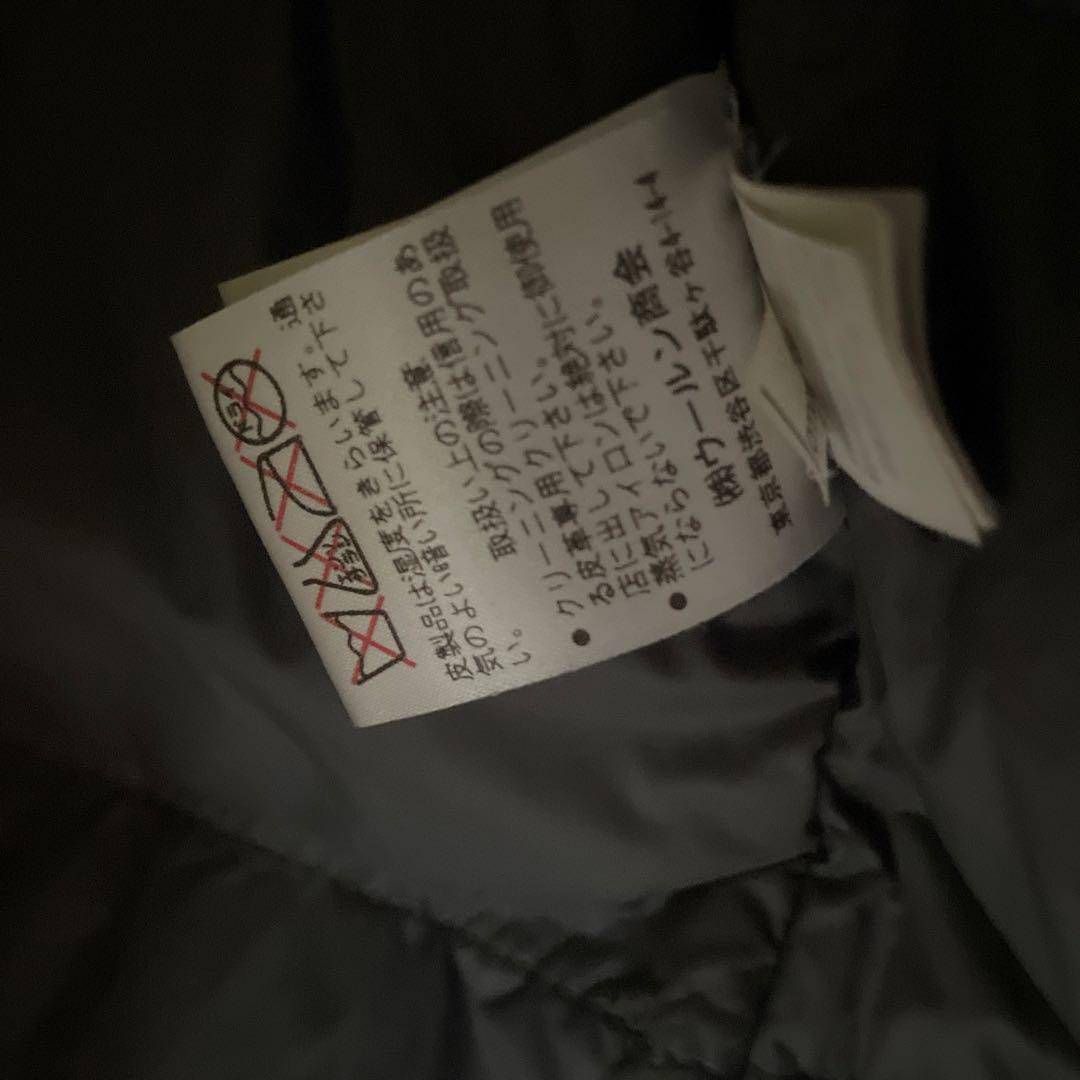 皮製品は湿度をきらいます。通
気のよい暗い所に保管して下さ
い。
取扱い上の注意
● クリーニングの際は信用のあ
る皮革専用クリーニング取扱
店に出して下さい。
● 蒸気アイロンは絶対に御使用
にならないで下さい。
㈱ウールン商会
東京都渋谷区千駄ケ谷4-14-4